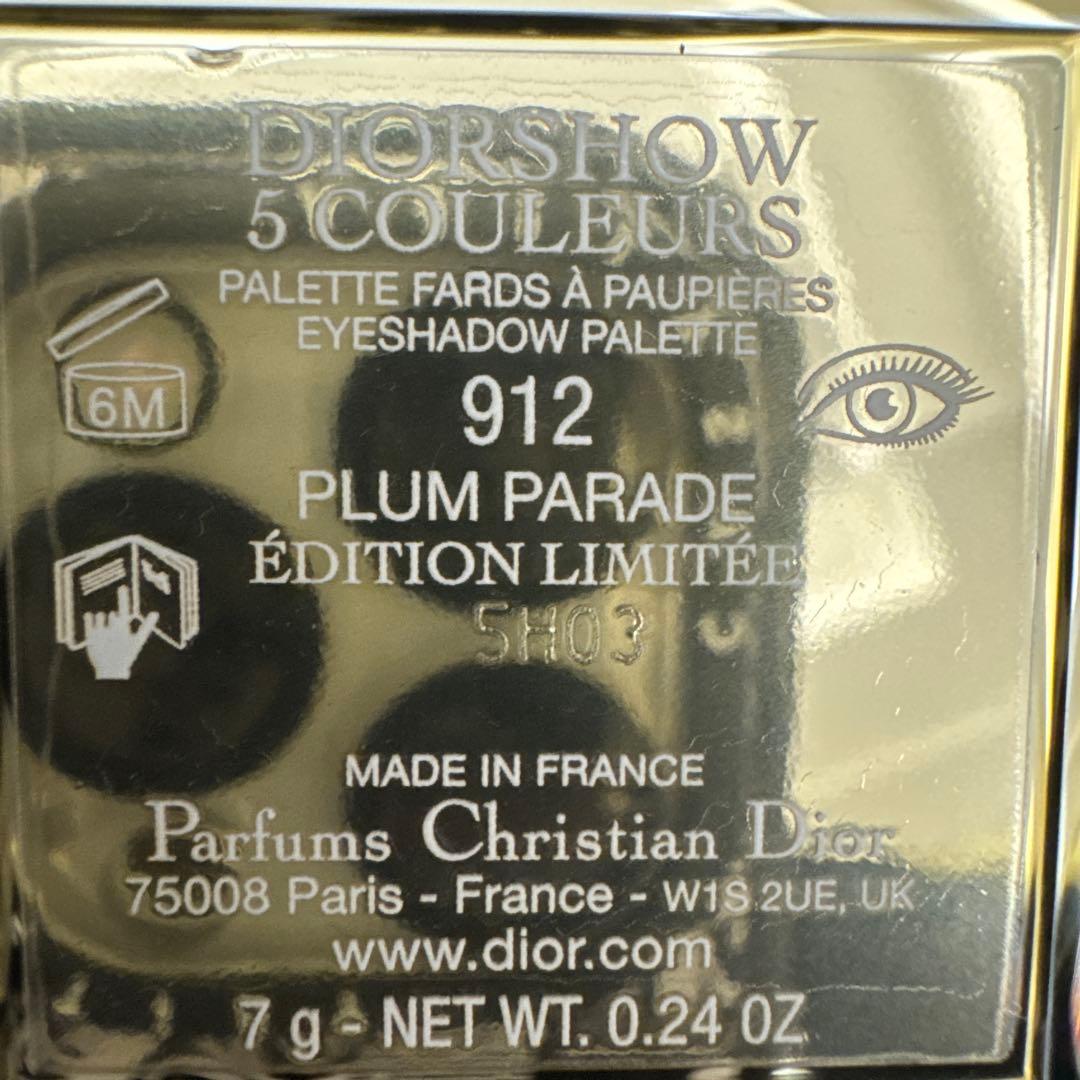 DIORSHOW
5 COULEURS
PALETTE FARDS À PAUPIÈRES
EYESHADOW PALETTE
6M
912
PLUM PARADE
ÉDITION LIMITÉE
5H03
MADE IN FRANCE
Parfums Christian Dior
75008 Paris - France - W1S 2UE, UK
www.dior.com
7 g - NET WT. 0.24 OZ